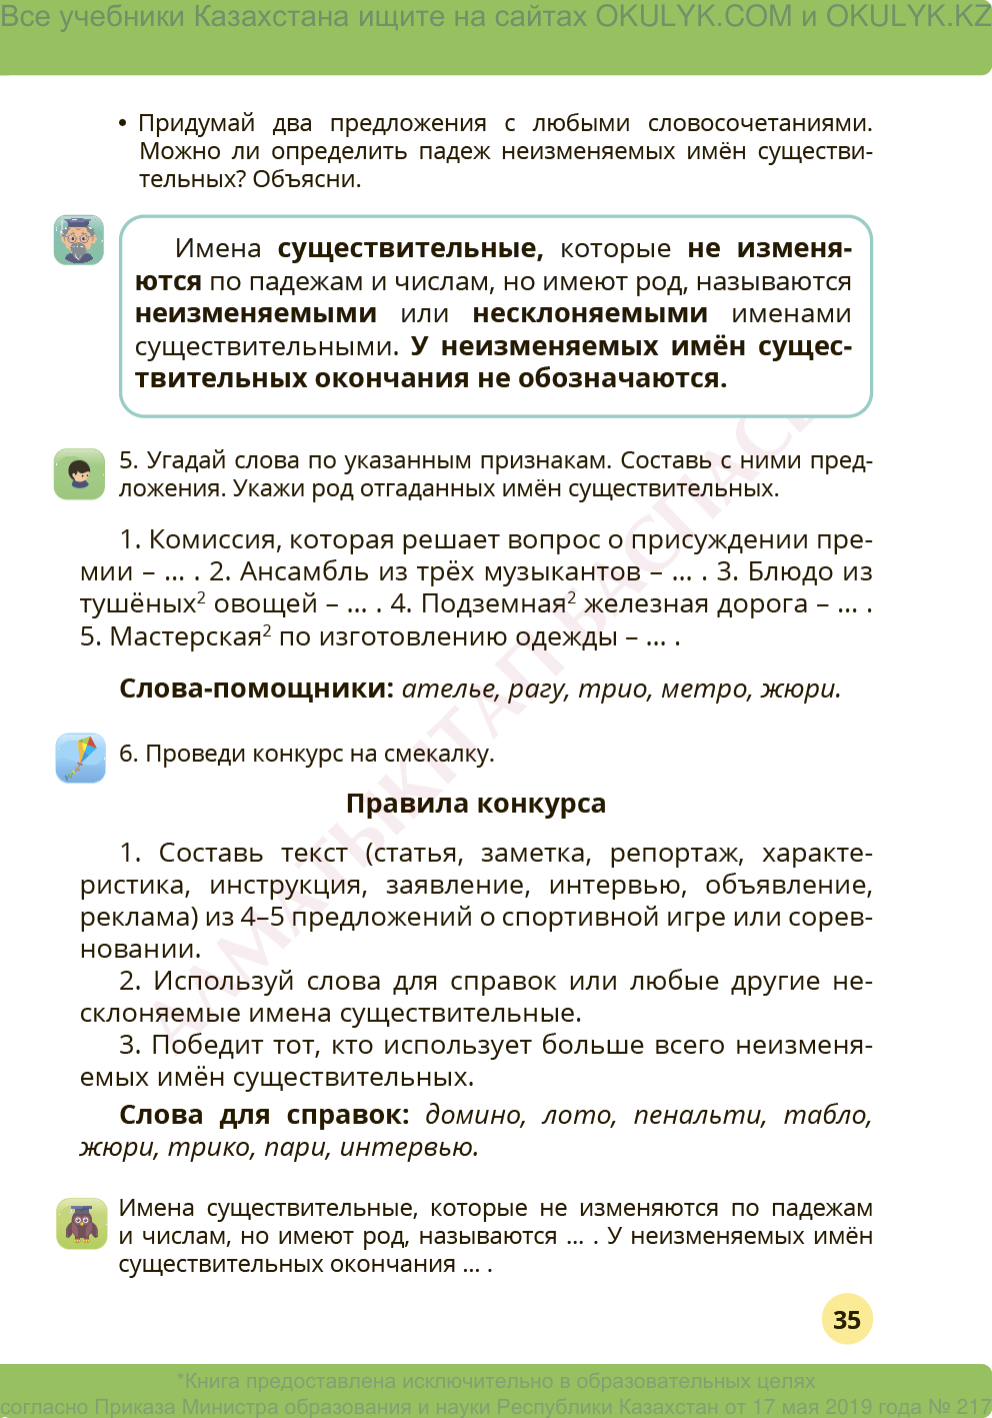 Все учебники Казахстана ищите на сайтах OKULYK.COM и OKULYK.KZ
• Придумай два предложения с любыми словосочетаниями.
Можно ли определить падеж неизменяемых имён существи-
тельных? Объясни.
Имена существительные, которые не изменя-
ются по падежам и числам, но имеют род, называются
неизменяемыми или несклоняемыми именами
существительными. У неизменяемых имён сущес-
твительных окончания не обозначаются.
5. Угадай слова по указанным признакам. Составь с ними пред-
ложения. Укажи род отгаданных имён существительных.
1. Комиссия, которая решает вопрос о присуждении пре-
мии – ... . 2. Ансамбль из трёх музыкантов – ... . 3. Блюдо из
тушёных² овощей – ... . 4. Подземная² железная дорога – ... .
5. Мастерская² по изготовлению одежды – ... .
Слова-помощники: ателье, рагу, трио, метро, жюри.
6. Проведи конкурс на смекалку.
Правила конкурса
1. Составь текст (статья, заметка, репортаж, характе-
ристика, инструкция, заявление, интервью, объявление,
реклама) из 4–5 предложений о спортивной игре или сорев-
новании.
2. Используй слова для справок или любые другие не-
склоняемые имена существительные.
3. Победит тот, кто использует больше всего неизменя-
емых имён существительных.
Слова для справок: домино, лото, пенальти, табло,
жюри, трико, пари, интервью.
Имена существительные, которые не изменяются по падежам
и числам, но имеют род, называются ... . У неизменяемых имён
существительных окончания ... .
35
*Книга предоставлена исключительно в образовательных целях
согласно Приказа Министра образования и науки Республики Казахстан от 17 мая 2019 года № 217